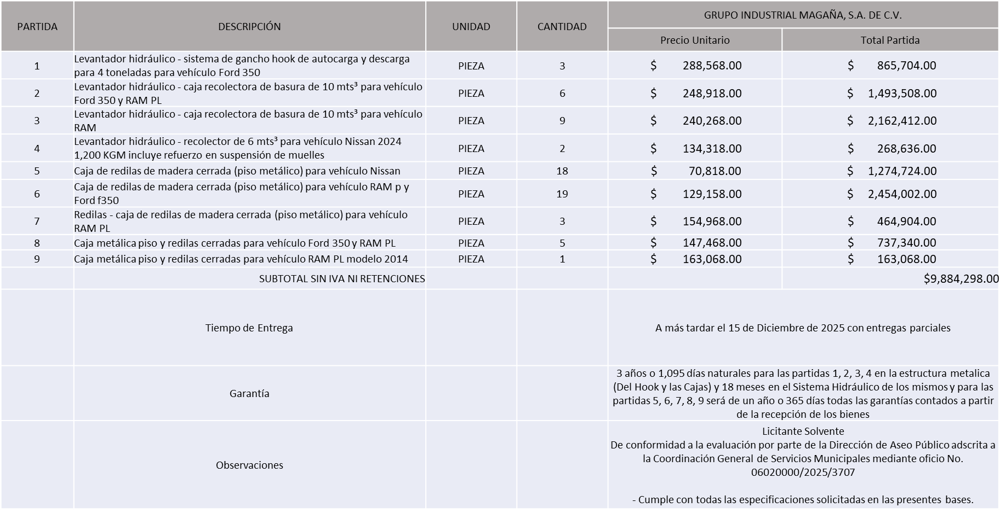 PARTIDA DESCRIPCIÓN UNIDAD CANTIDAD GRUPO INDUSTRIAL MAGAÑA, S.A. DE C.V.
Precio Unitario Total Partida
1 Levantador hidráulico - sistema de gancho hook de autocarga y descarga
para 4 toneladas para vehículo Ford 350 PIEZA 3 $ 288,568.00 $ 865,704.00
2 Levantador hidráulico - caja recolectora de basura de 10 mts³ para vehículo
Ford 350 y RAM PL PIEZA 6 $ 248,918.00 $ 1,493,508.00
3 Levantador hidráulico - caja recolectora de basura de 10 mts³ para vehículo
RAM PIEZA 9 $ 240,268.00 $ 2,162,412.00
4 Levantador hidráulico - recolector de 6 mts³ para vehículo Nissan 2024
1,200 KGM incluye refuerzo en suspensión de muelles PIEZA 2 $ 134,318.00 $ 268,636.00
5 Caja de redilas de madera cerrada (piso metálico) para vehículo Nissan PIEZA 18 $ 70,818.00 $ 1,274,724.00
6 Caja de redilas de madera cerrada (piso metálico) para vehículo RAM p y
Ford f350 PIEZA 19 $ 129,158.00 $ 2,454,002.00
7 Redilas - caja de redilas de madera cerrada (piso metálico) para vehículo
RAM PL PIEZA 3 $ 154,968.00 $ 464,904.00
8 Caja metálica piso y redilas cerradas para vehículo Ford 350 y RAM PL PIEZA 5 $ 147,468.00 $ 737,340.00
9 Caja metálica piso y redilas cerradas para vehículo RAM PL modelo 2014 PIEZA 1 $ 163,068.00 $ 163,068.00
SUBTOTAL SIN IVA NI RETENCIONES $9,884,298.00
Tiempo de Entrega A más tardar el 15 de Diciembre de 2025 con entregas parciales
Garantía
3 años o 1,095 días naturales para las partidas 1, 2, 3, 4 en la estructura metalica
(Del Hook y las Cajas) y 18 meses en el Sistema Hidráulico de los mismos y para las
partidas 5, 6, 7, 8, 9 será de un año o 365 días todas las garantías contados a partir
de la recepción de los bienes
Observaciones
Licitante Solvente
De conformidad a la evaluación por parte de la Dirección de Aseo Público adscrita a
la Coordinación General de Servicios Municipales mediante oficio No.
06020000/2025/3707
- Cumple con todas las especificaciones solicitadas en las presentes bases.